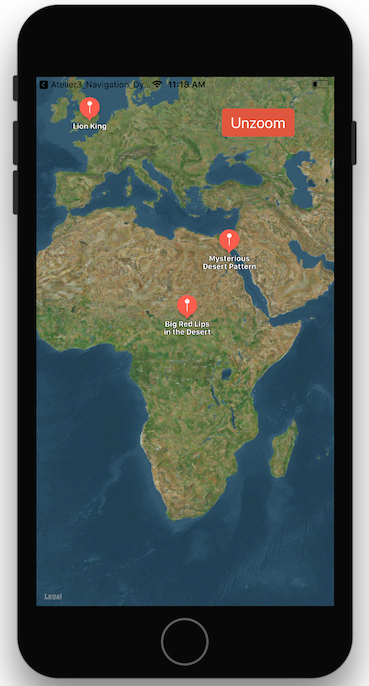 Atelier3_Navigation_Dy... 11:18 AM
Lion King
Unzoom
Mysterious
Desert Pattern
Big Red Lips
in the Desert
Legal